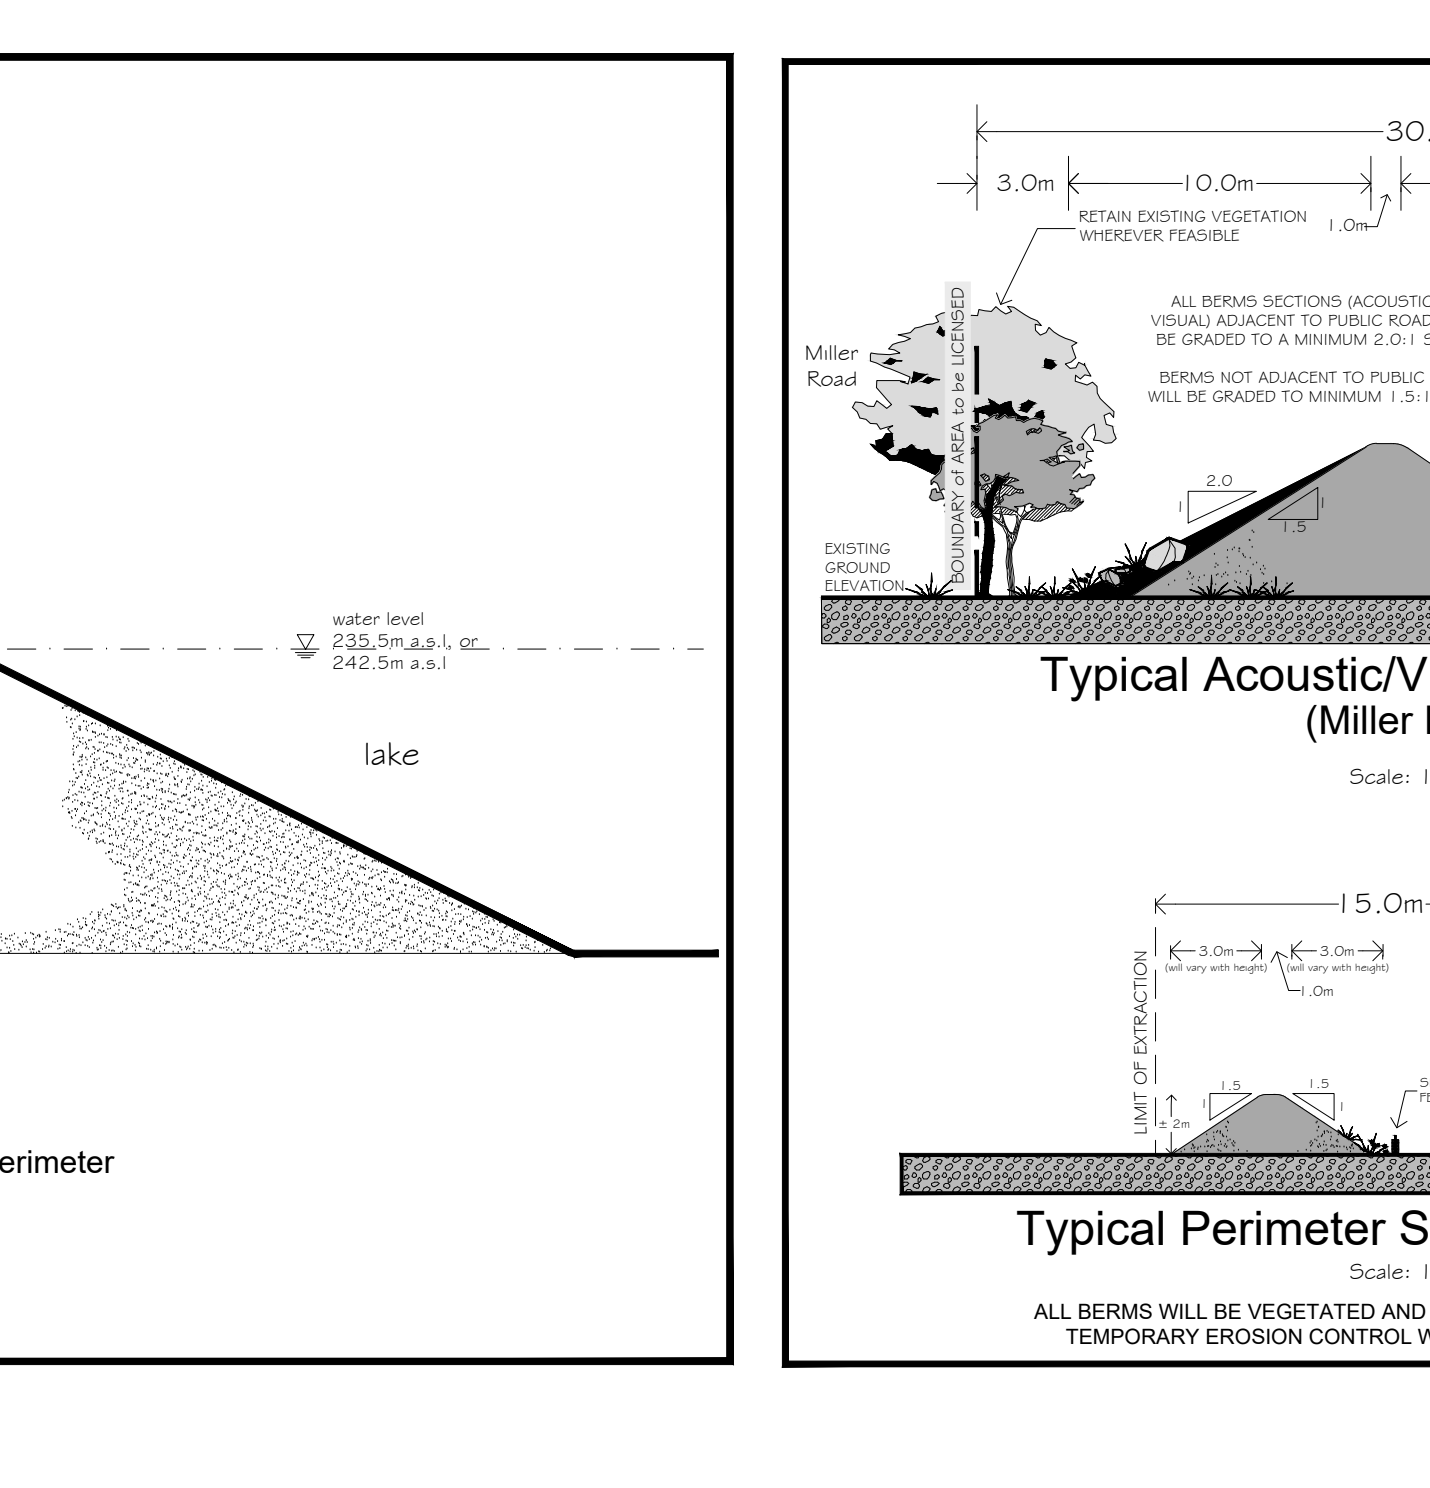 water level
235.5m a.s.l, or
242.5m a.s.l
lake
erimeter
30.
3.0m
10.0m
RETAIN EXISTING VEGETATION
WHEREVER FEASIBLE
1.0m
ALL BERMS SECTIONS (ACOUSTIC
VISUAL) ADJACENT TO PUBLIC ROAD
BE GRADED TO A MINIMUM 2.0:1 S
BERMS NOT ADJACENT TO PUBLIC
WILL BE GRADED TO MINIMUM 1.5:1
Miller
Road
BOUNDARY of AREA to be LICENSED
2.0
1
1
1.5
EXISTING
GROUND
ELEVATION
Typical Acoustic/V
(Miller
Scale: 1
15.0m
3.0m
3.0m
(will vary with height)
(will vary with height)
1.0m
LIMIT OF EXTRACTION
1.5
1.5
1
1
± 2m
S
FE
Typical Perimeter S
Scale: 1
ALL BERMS WILL BE VEGETATED AND
TEMPORARY EROSION CONTROL W